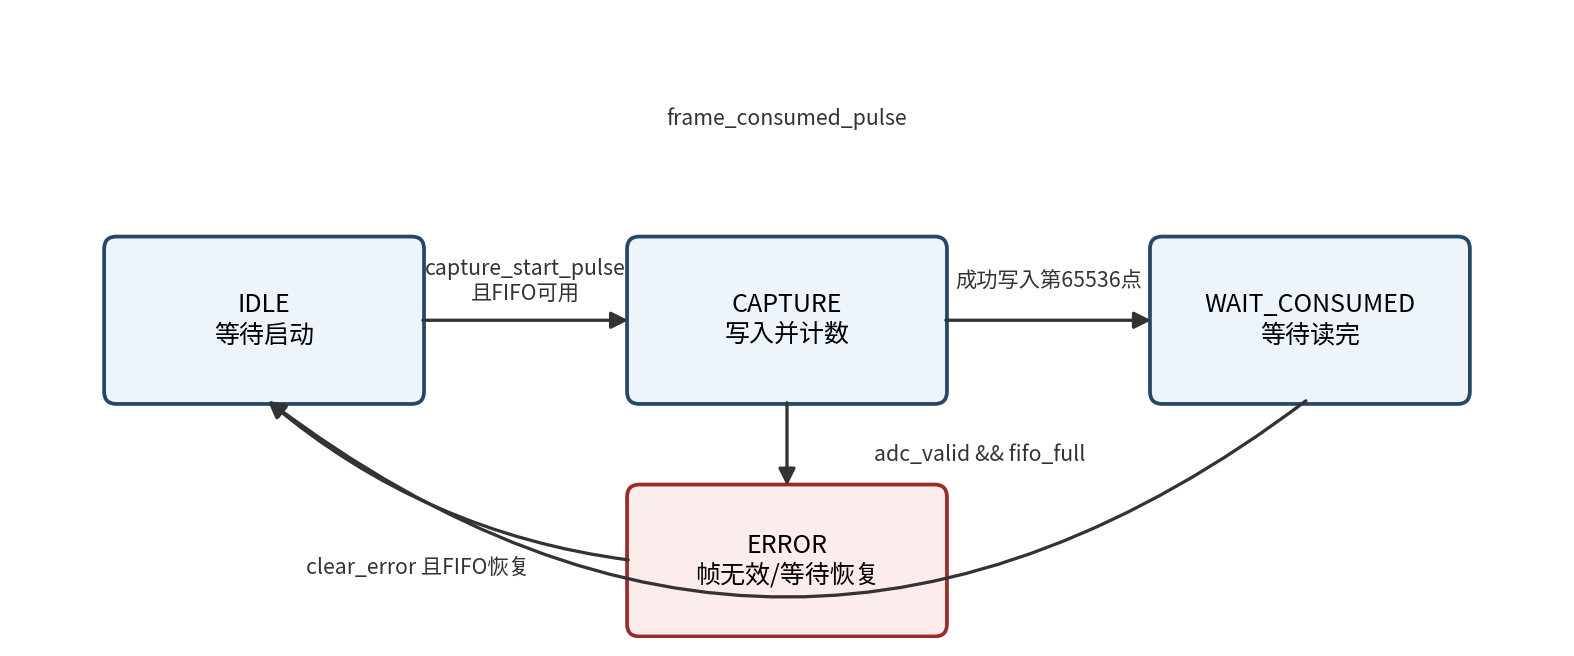 frame_consumed_pulse
IDLE
等待启动
capture_start_pulse
且FIFO可用
CAPTURE
写入并计数
成功写入第65536点
WAIT_CONSUMED
等待读完
adc_valid && fifo_full
ERROR
帧无效/等待恢复
clear_error 且FIFO恢复